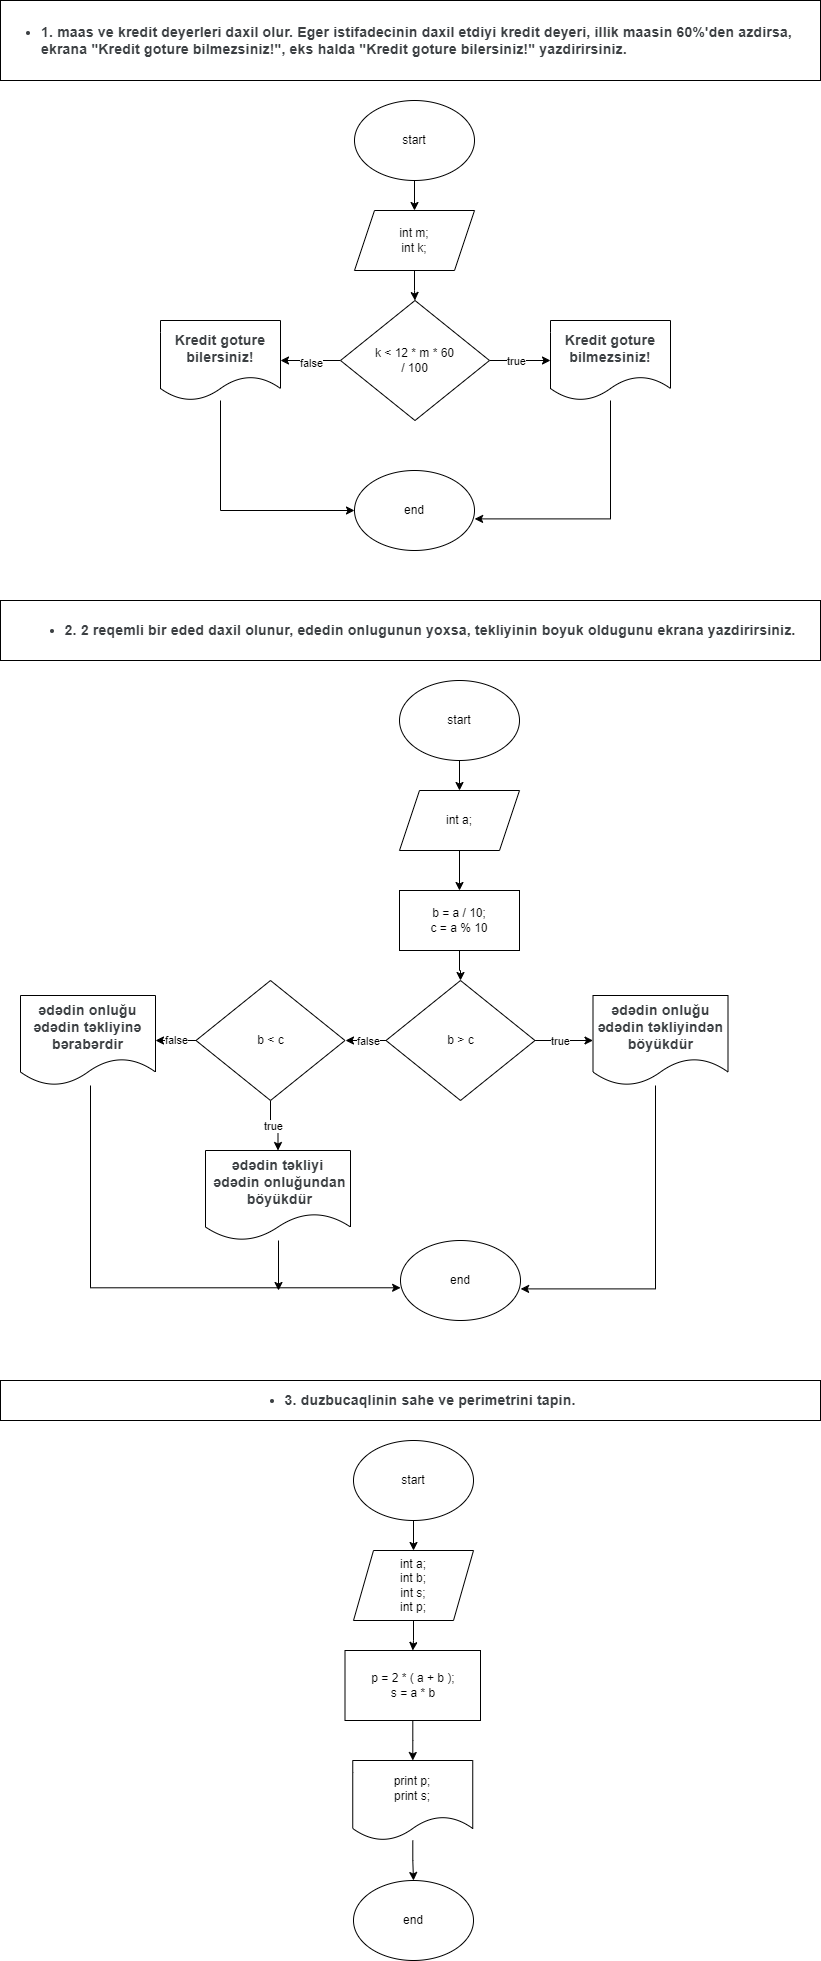 • 1. maas ve kredit deyerleri daxil olur. Eger istifadecinin daxil etdiyi kredit deyeri, illik maasin 60%'den azdirsa,
ekrana "Kredit goture bilmezsiniz!", eks halda "Kredit goture bilersiniz!" yazdirirsiniz.
start
int m;
int k;
Kredit goture
bilersiniz!
false
k < 12 * m * 60
/ 100
true
Kredit goture
bilmezsiniz!
end
• 2. 2 reqemli bir eded daxil olunur, ededin onlugunun yoxsa, tekliyinin boyuk oldugunu ekrana yazdirirsiniz.
start
int a;
b = a / 10;
c = a % 10
ədədin onluğu
ədədin təkliyinə
bərabərdir
false
b < c
false
b > c
true
ədədin onluğu
ədədin təkliyindən
böyükdür
true
ədədin təkliyi
ədədin onluğundan
böyükdür
end
• 3. duzbucaqlinin sahe ve perimetrini tapin.
start
int a;
int b;
int s;
int p;
p = 2 * ( a + b );
s = a * b
print p;
print s;
end